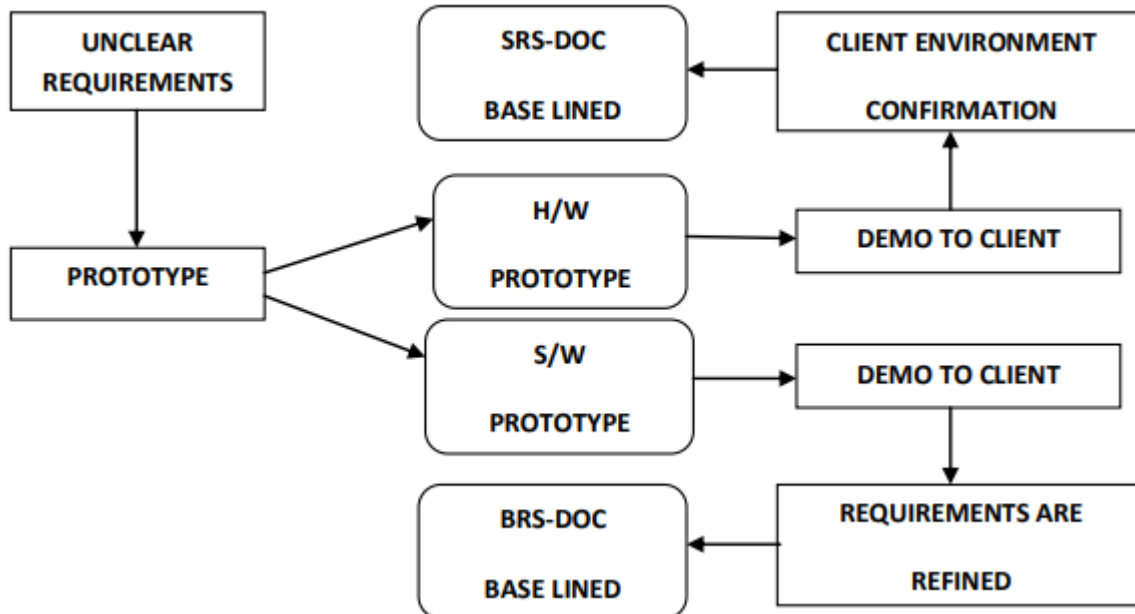 UNCLEAR
REQUIREMENTS
SRS-DOC
BASE LINED
CLIENT ENVIRONMENT
CONFIRMATION
PROTOTYPE
H/W
PROTOTYPE
DEMO TO CLIENT
S/W
PROTOTYPE
DEMO TO CLIENT
BRS-DOC
BASE LINED
REQUIREMENTS ARE
REFINED